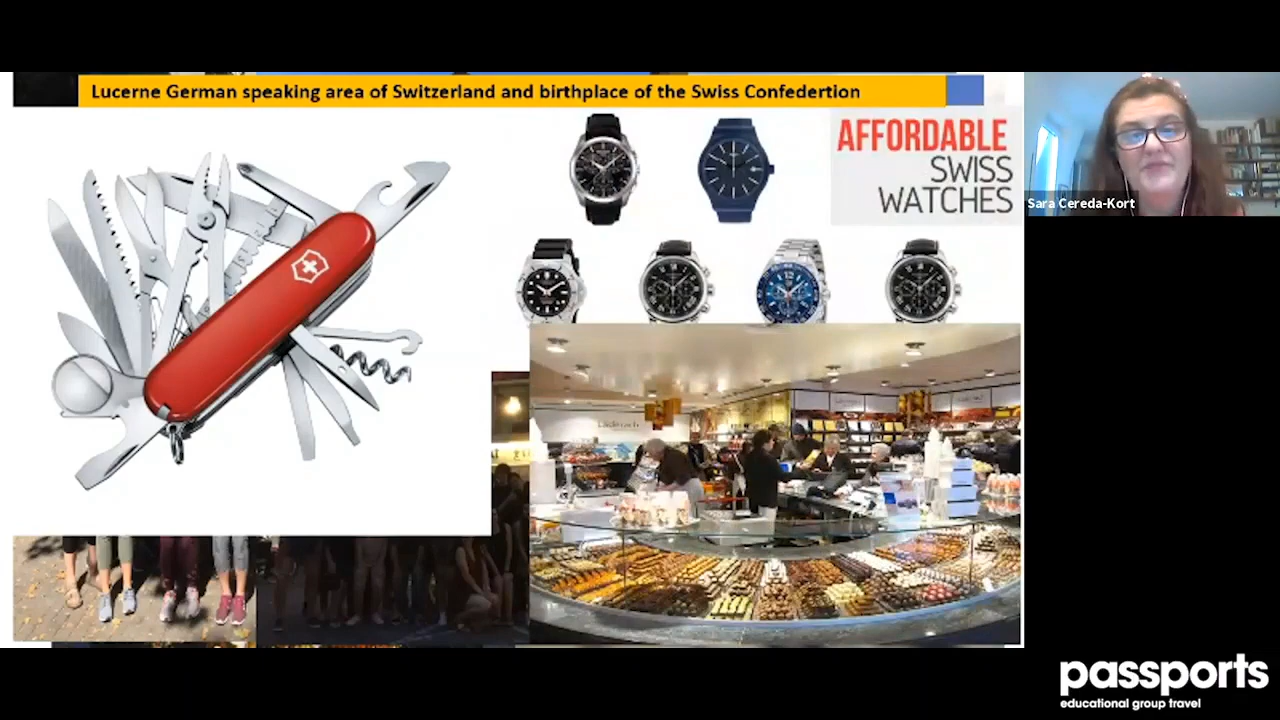 Lucerne German speaking area of Switzerland and birthplace of the Swiss Confedertion
AFFORDABLE
SWISS
WATCHES
Sara Cereda-Kort
Läderach
passports
educational group travel